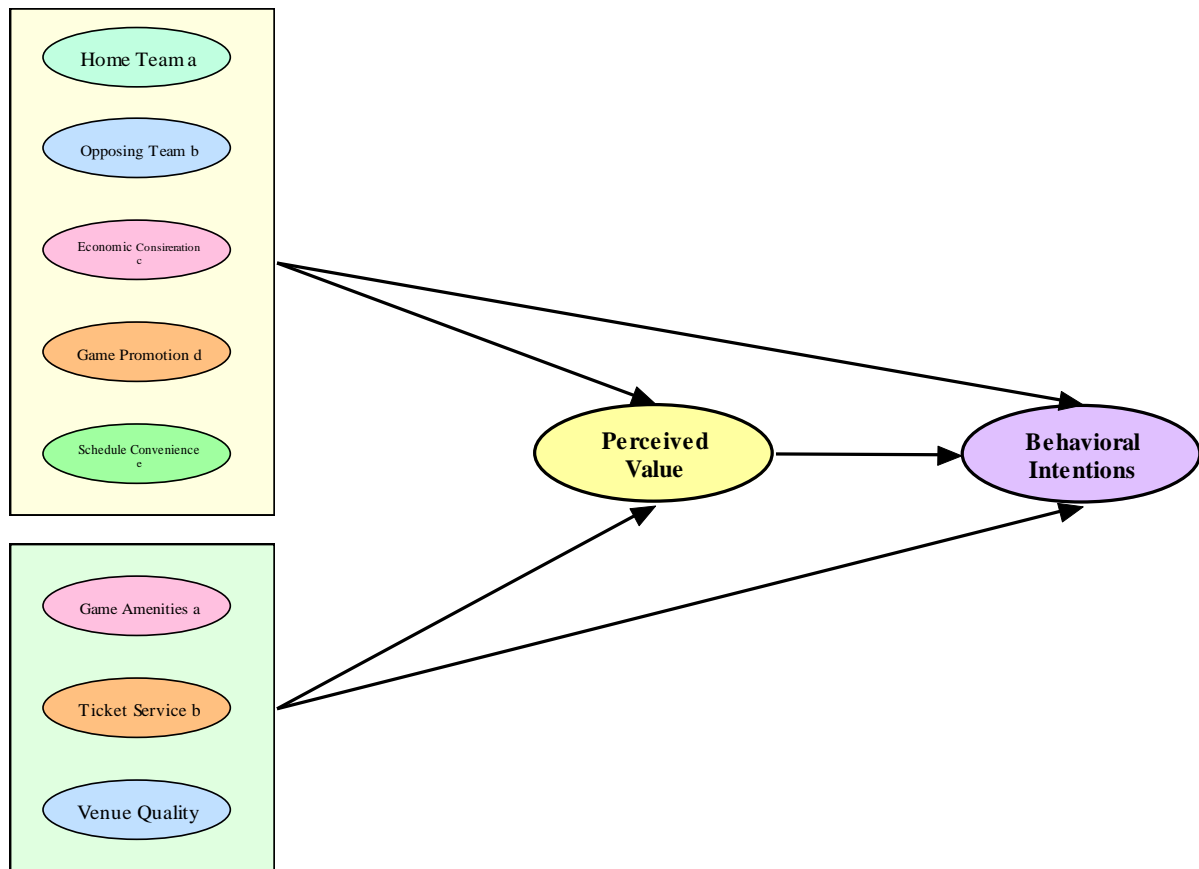 Home Team a
Opposing Team b
Economic Consireration
c
Game Promotion d
Schedule Convenience
e
Perceived
Value
Behavioral
Intentions
Game Amenities a
Ticket Service b
Venue Quality